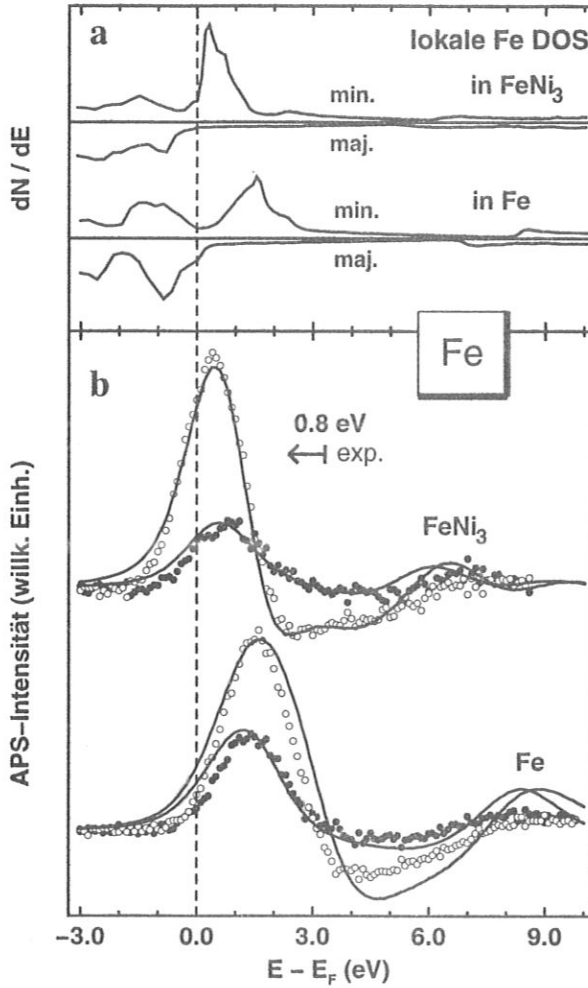 a
lokale Fe DOS
in FeNi₃
min.
maj.
in Fe
min.
maj.
dN / dE
b
Fe
0.8 eV
exp.
FeNi₃
Fe
APS–Intensität (willk. Einh.)
−3.0 0.0 3.0 6.0 9.0
E − E_F (eV)